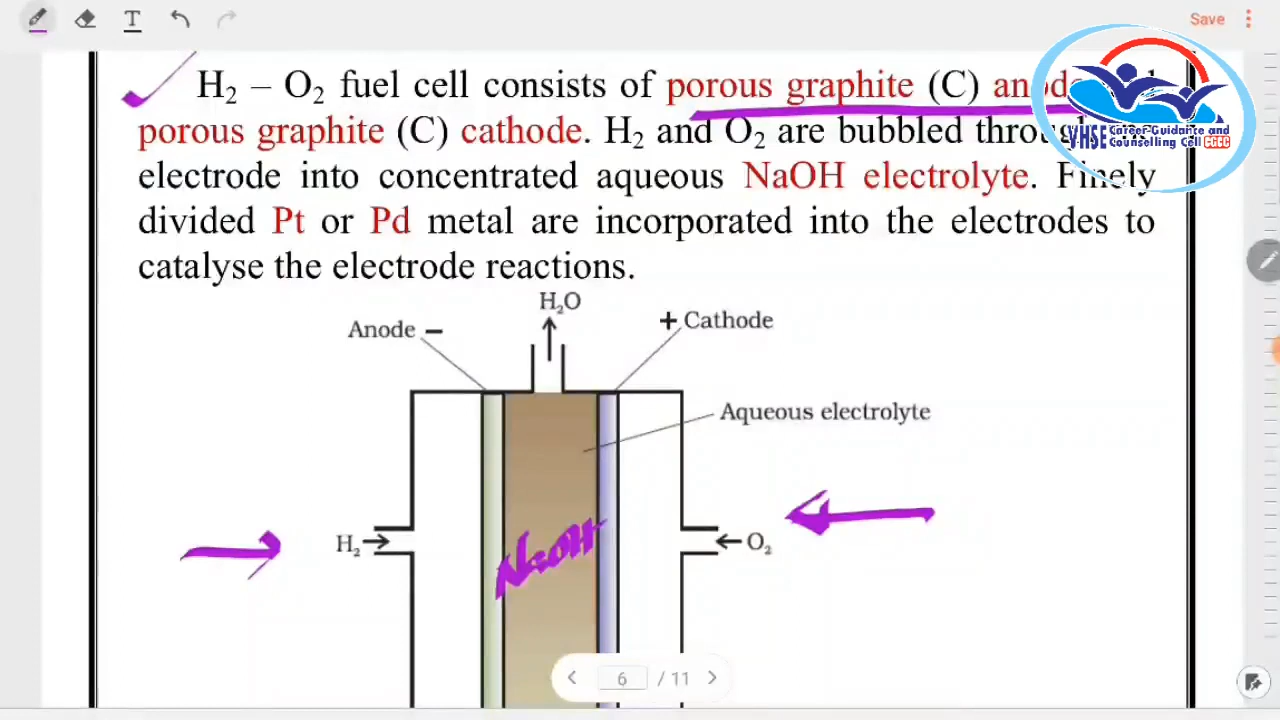 T
Save
H₂ – O₂ fuel cell consists of porous graphite (C)
porous graphite (C) cathode. H₂ and O₂ are bubbled
electrode into concentrated aqueous NaOH electrolyte. Finely
divided Pt or Pd metal are incorporated into the electrodes to
catalyse the electrode reactions.
VHSE Career Guidance and
Counselling Cell CGCC
H₂O
Anode −
+ Cathode
Aqueous electrolyte
NaOH
H₂
O₂
6 / 11